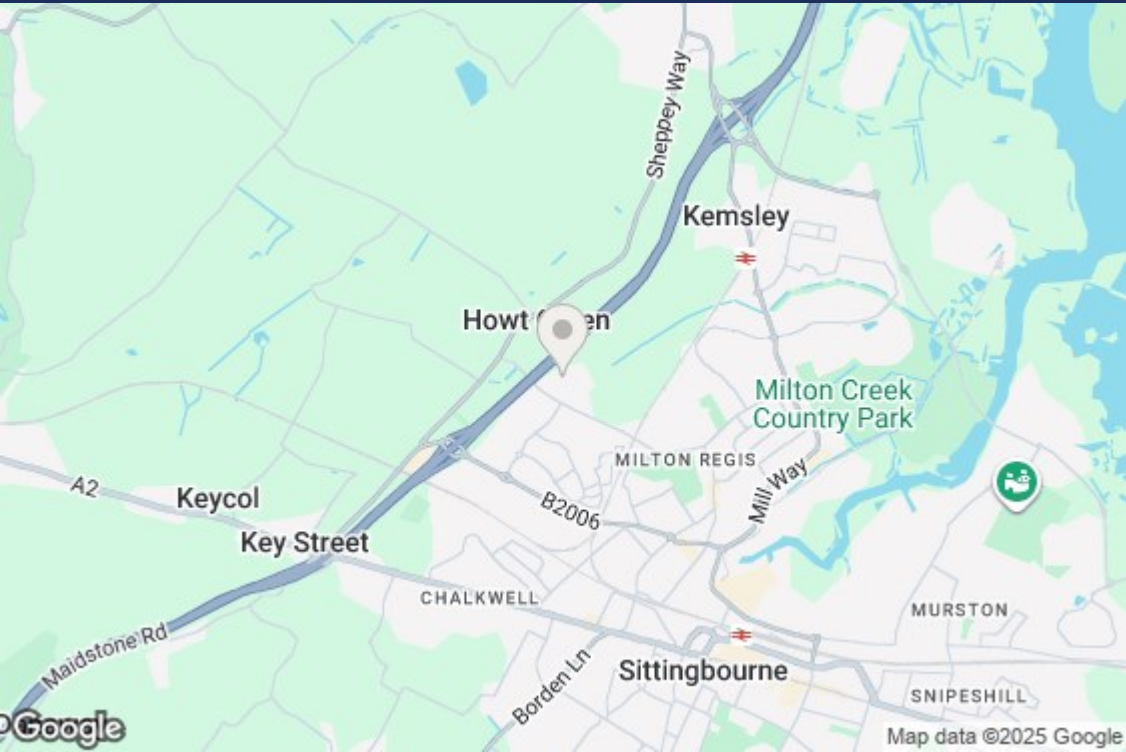 Sheppey Way
Kemsley
Howt
en
Milton Creek
Country Park
MILTON REGIS
A2
Keycol
Mill Way
B2006
Key Street
CHALKWELL
MURSTON
Maidstone Rd
Borden Ln
Sittingbourne
SNIPESHILL
Google
Map data ©2025 Google